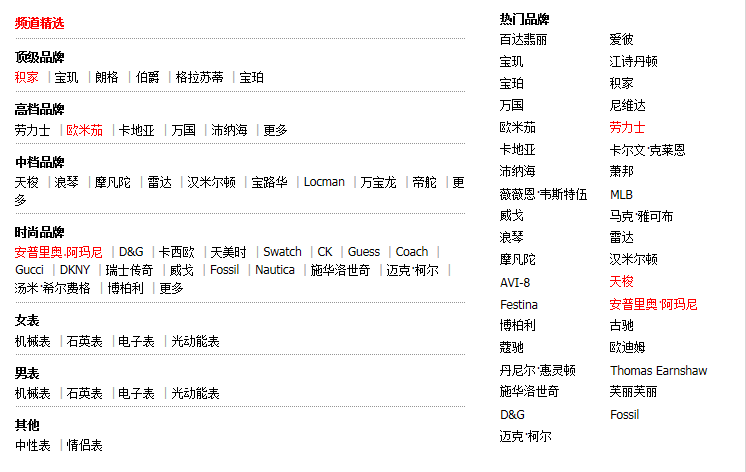 频道精选
顶级品牌
积家 | 宝玑 | 朗格 | 伯爵 | 格拉苏蒂 | 宝珀
高档品牌
劳力士 | 欧米茄 | 卡地亚 | 万国 | 沛纳海 | 更多
中档品牌
天梭 | 浪琴 | 摩凡陀 | 雷达 | 汉米尔顿 | 宝路华 | Locman | 万宝龙 | 帝舵 | 更
多
时尚品牌
安普里奥.阿玛尼 | D&G | 卡西欧 | 天美时 | Swatch | CK | Guess | Coach |
Gucci | DKNY | 瑞士传奇 | 威戈 | Fossil | Nautica | 施华洛世奇 | 迈克·柯尔 |
汤米·希尔费格 | 博柏利 | 更多
女表
机械表 | 石英表 | 电子表 | 光动能表
男表
机械表 | 石英表 | 电子表 | 光动能表
其他
中性表 | 情侣表
热门品牌
百达翡丽 爱彼
宝玑 江诗丹顿
宝珀 积家
万国 尼维达
欧米茄 劳力士
卡地亚 卡尔文·克莱恩
沛纳海 萧邦
薇薇恩·韦斯特伍 MLB
威戈 马克·雅可布
浪琴 雷达
摩凡陀 汉米尔顿
AVI-8 天梭
Festina 安普里奥·阿玛尼
博柏利 古驰
蔻驰 欧迪姆
丹尼尔·惠灵顿 Thomas Earnshaw
施华洛世奇 芙丽芙丽
D&G Fossil
迈克·柯尔